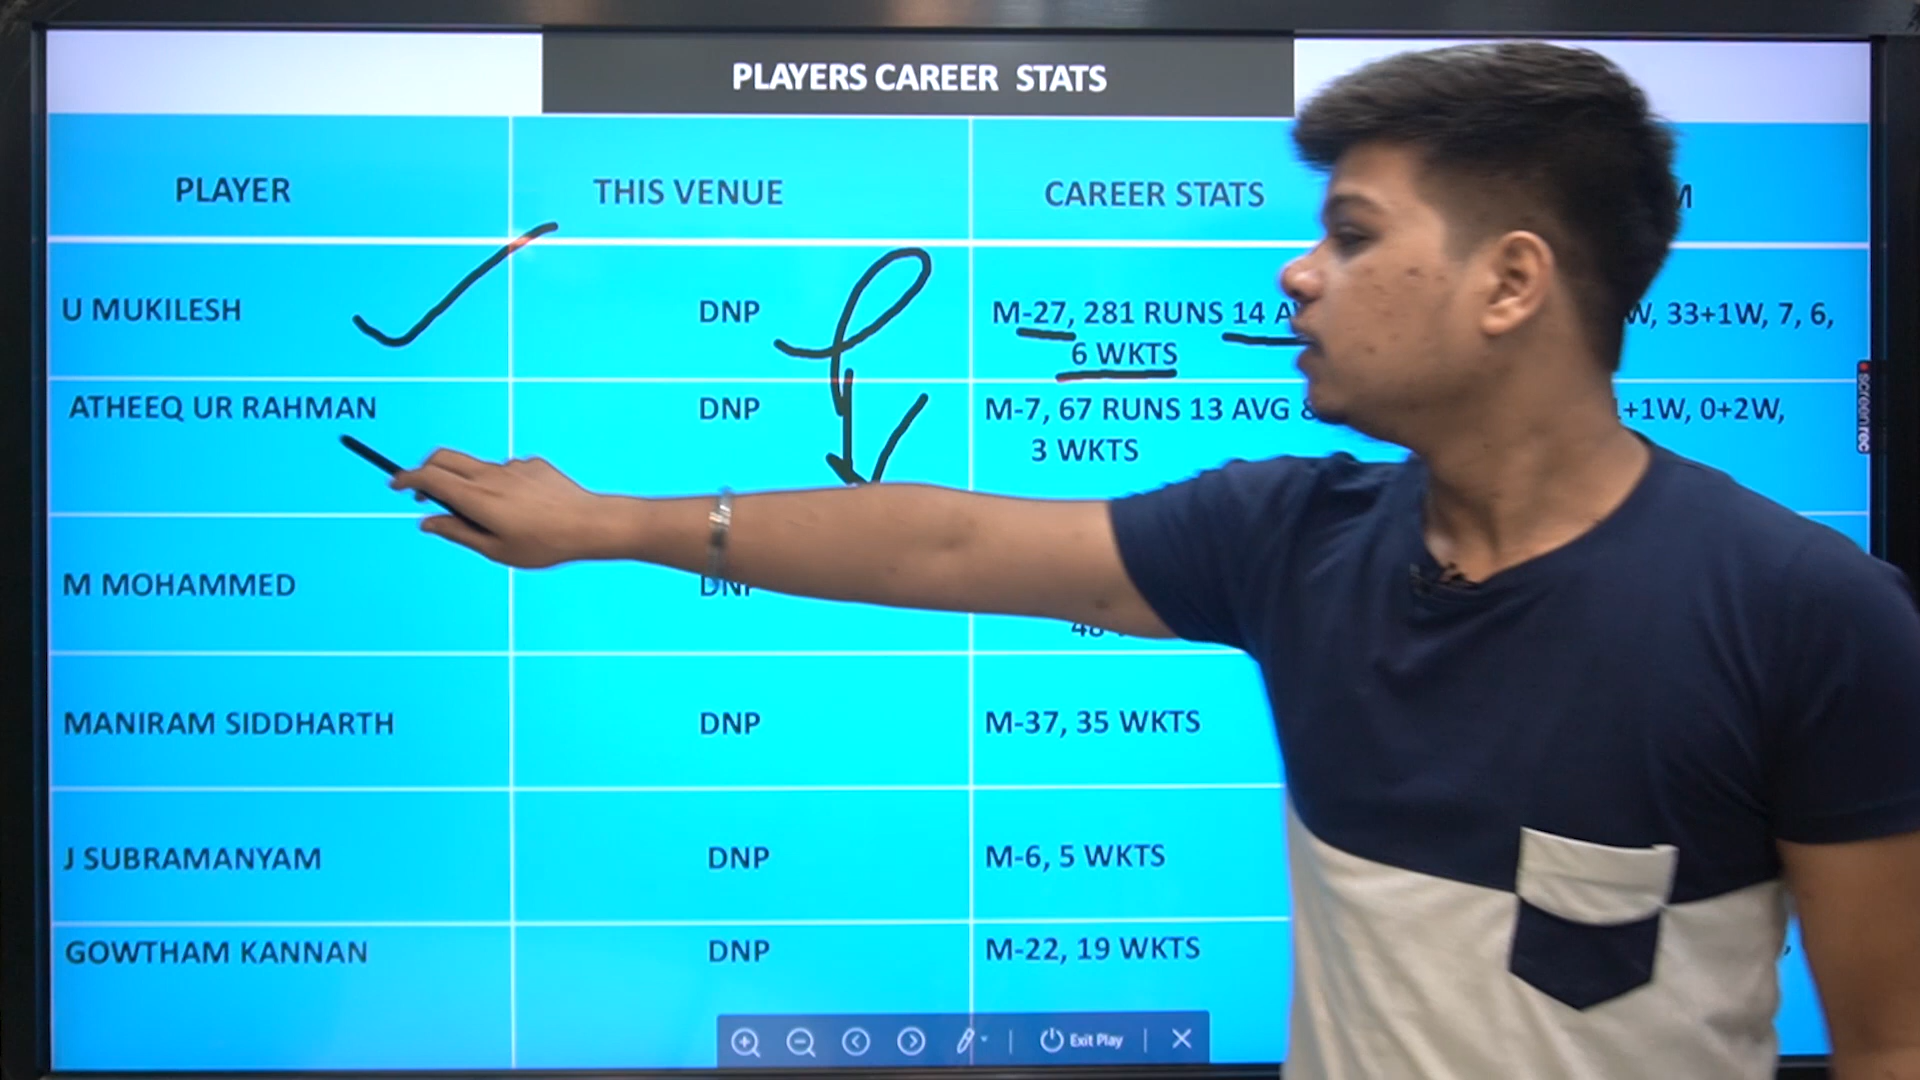 PLAYERS CAREER STATS
PLAYER THIS VENUE CAREER STATS
U MUKILESH DNP M-27, 281 RUNS 14 33+1W, 7, 6,
6 WKTS
ATHEEQ UR RAHMAN DNP M-7, 67 RUNS 13 AVG +1W, 0+2W,
3 WKTS
M MOHAMMED DNP
MANIRAM SIDDHARTH DNP M-37, 35 WKTS
J SUBRAMANYAM DNP M-6, 5 WKTS
GOWTHAM KANNAN DNP M-22, 19 WKTS
Exit Play
screenrec